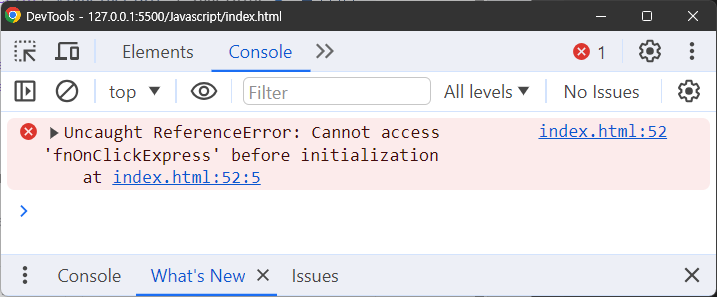 DevTools - 127.0.0.1:5500/Javascript/index.html
Elements Console 1
top Filter All levels No Issues
Uncaught ReferenceError: Cannot access index.html:52
'fnOnClickExpress' before initialization
at index.html:52:5
Console What's New Issues